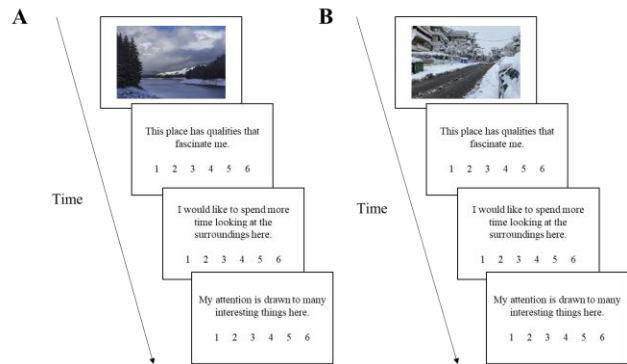 A
This place has qualities that
fascinate me.
1 2 3 4 5 6
Time
I would like to spend more
time looking at the
surroundings here.
1 2 3 4 5 6
My attention is drawn to many
interesting things here.
1 2 3 4 5 6
B
This place has qualities that
fascinate me.
1 2 3 4 5 6
Time
I would like to spend more
time looking at the
surroundings here.
1 2 3 4 5 6
My attention is drawn to many
interesting things here.
1 2 3 4 5 6